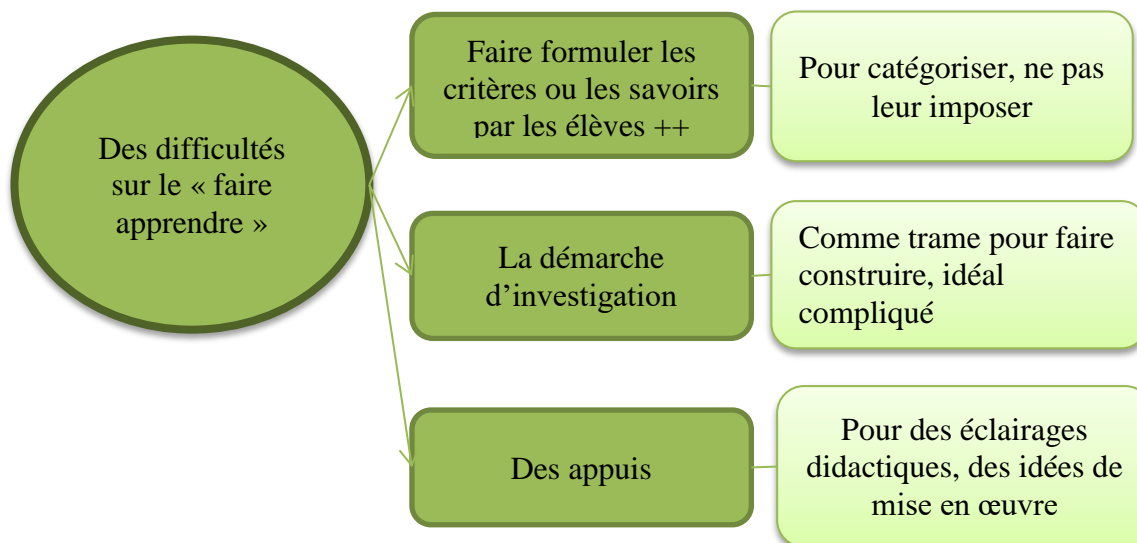 Des difficultés
sur le « faire
apprendre »
Faire formuler les
critères ou les savoirs
par les élèves ++
Pour catégoriser, ne pas
leur imposer
La démarche
d’investigation
Comme trame pour faire
construire, idéal
compliqué
Des appuis
Pour des éclairages
didactiques, des idées de
mise en œuvre